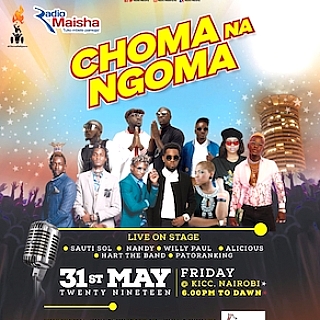 Radio
Maisha
CHOMA NA
NGOMA
LIVE ON STAGE
SAUTI SOL • NANDY • WILLY PAUL • ALICIOUS
HART THE BAND • PATORANKING
31ST MAY
TWENTY NINETEEN
FRIDAY
@ KICC, NAIROBI
6.00PM TO DAWN